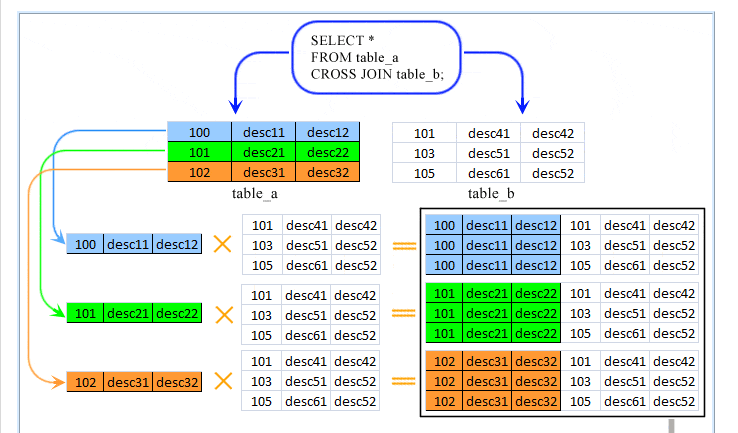 SELECT *
FROM table_a
CROSS JOIN table_b;
100 desc11 desc12
101 desc21 desc22
102 desc31 desc32
table_a
101 desc41 desc42
103 desc51 desc52
105 desc61 desc52
table_b
100 desc11 desc12
101 desc41 desc42
103 desc51 desc52
105 desc61 desc52
100 desc11 desc12 101 desc41 desc42
100 desc11 desc12 103 desc51 desc52
100 desc11 desc12 105 desc61 desc52
101 desc21 desc22
101 desc41 desc42
103 desc51 desc52
105 desc61 desc52
101 desc21 desc22 101 desc41 desc42
101 desc21 desc22 103 desc51 desc52
101 desc21 desc22 105 desc61 desc52
102 desc31 desc32
101 desc41 desc42
103 desc51 desc52
105 desc61 desc52
102 desc31 desc32 101 desc41 desc42
102 desc31 desc32 103 desc51 desc52
102 desc31 desc32 105 desc61 desc52